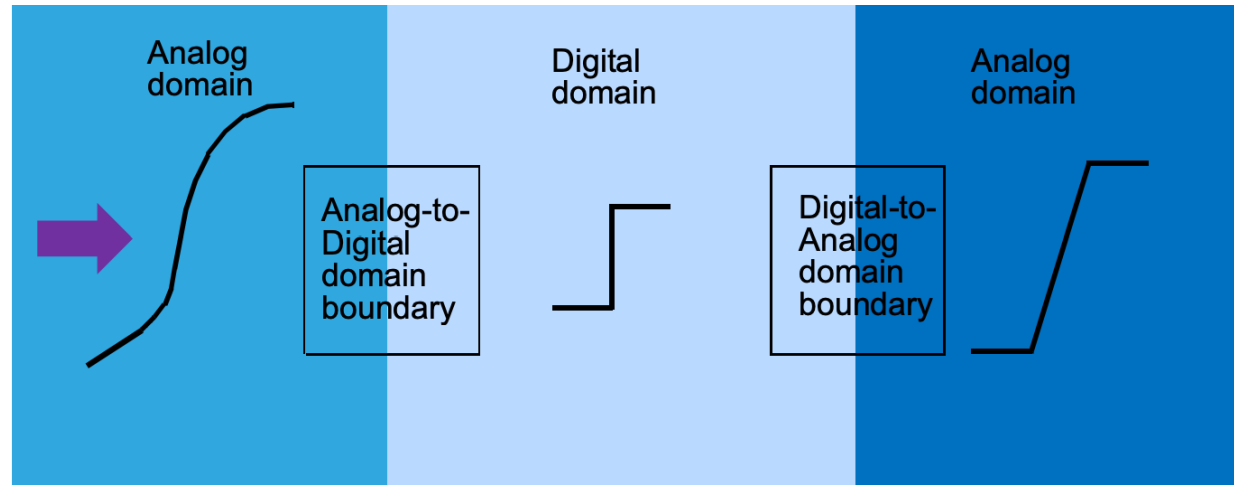 Analog
domain
Digital
domain
Analog
domain
Analog-to-
Digital
domain
boundary
Digital-to-
Analog
domain
boundary